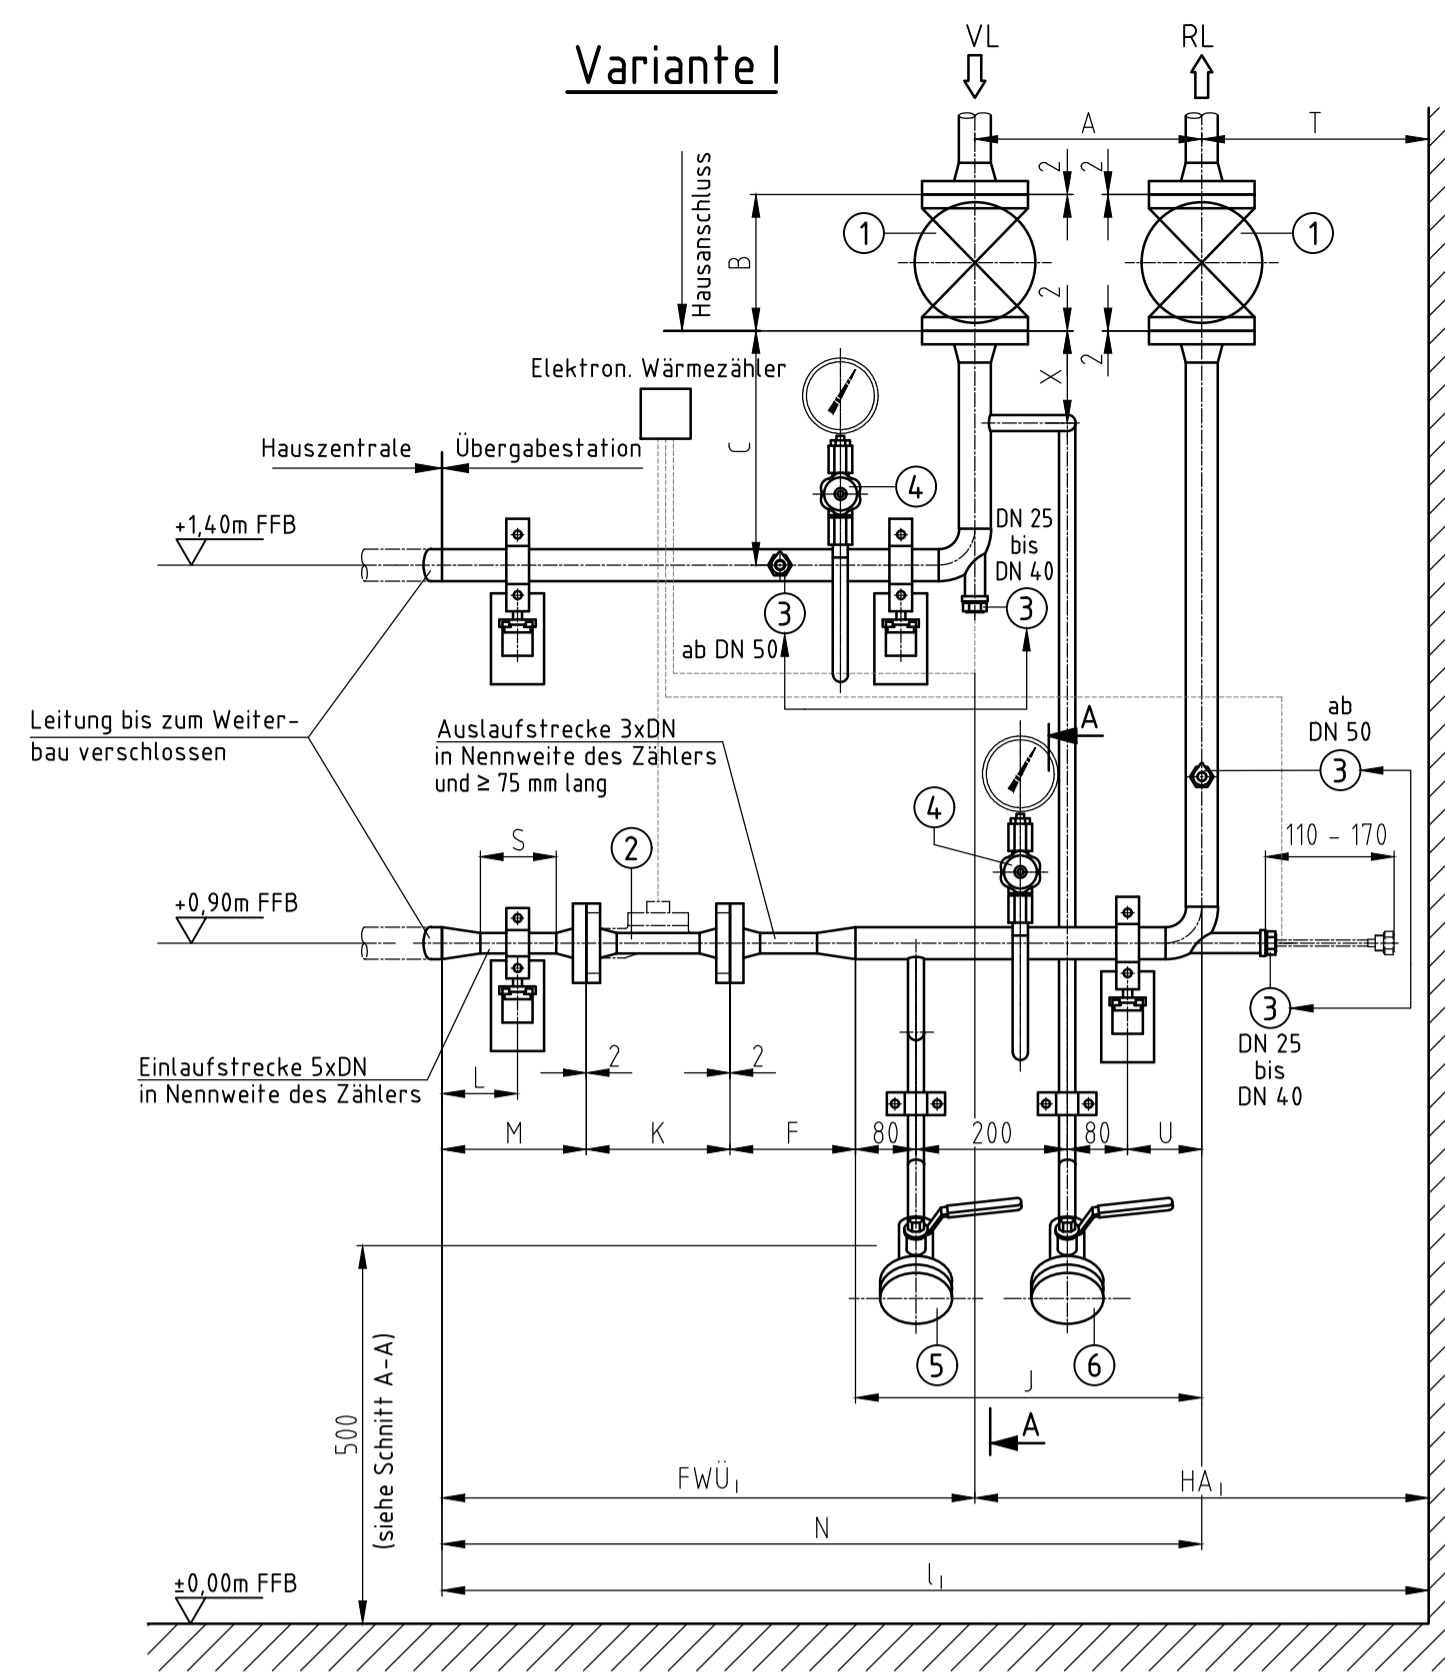 Variante I
VL
RL
A
T
2
2
Hausanschluss
1
1
B
2
2
X
Elektron. Wärmezähler
C
Hauszentrale
Übergabestation
4
+1,40m FFB
DN 25
bis
DN 40
3
3
ab DN 50
Leitung bis zum Weiter-
bau verschlossen
Auslaufstrecke 3xDN
in Nennweite des Zählers
und ≥ 75 mm lang
A
ab
DN 50
3
4
110 - 170
S
2
+0,90m FFB
3
DN 25
bis
DN 40
Einlaufstrecke 5xDN
in Nennweite des Zählers
L
2
2
M
K
F
80
200
80
U
5
6
J
A
500
(siehe Schnitt A-A)
FWÜI
HAI
N
lI
±0,00m FFB